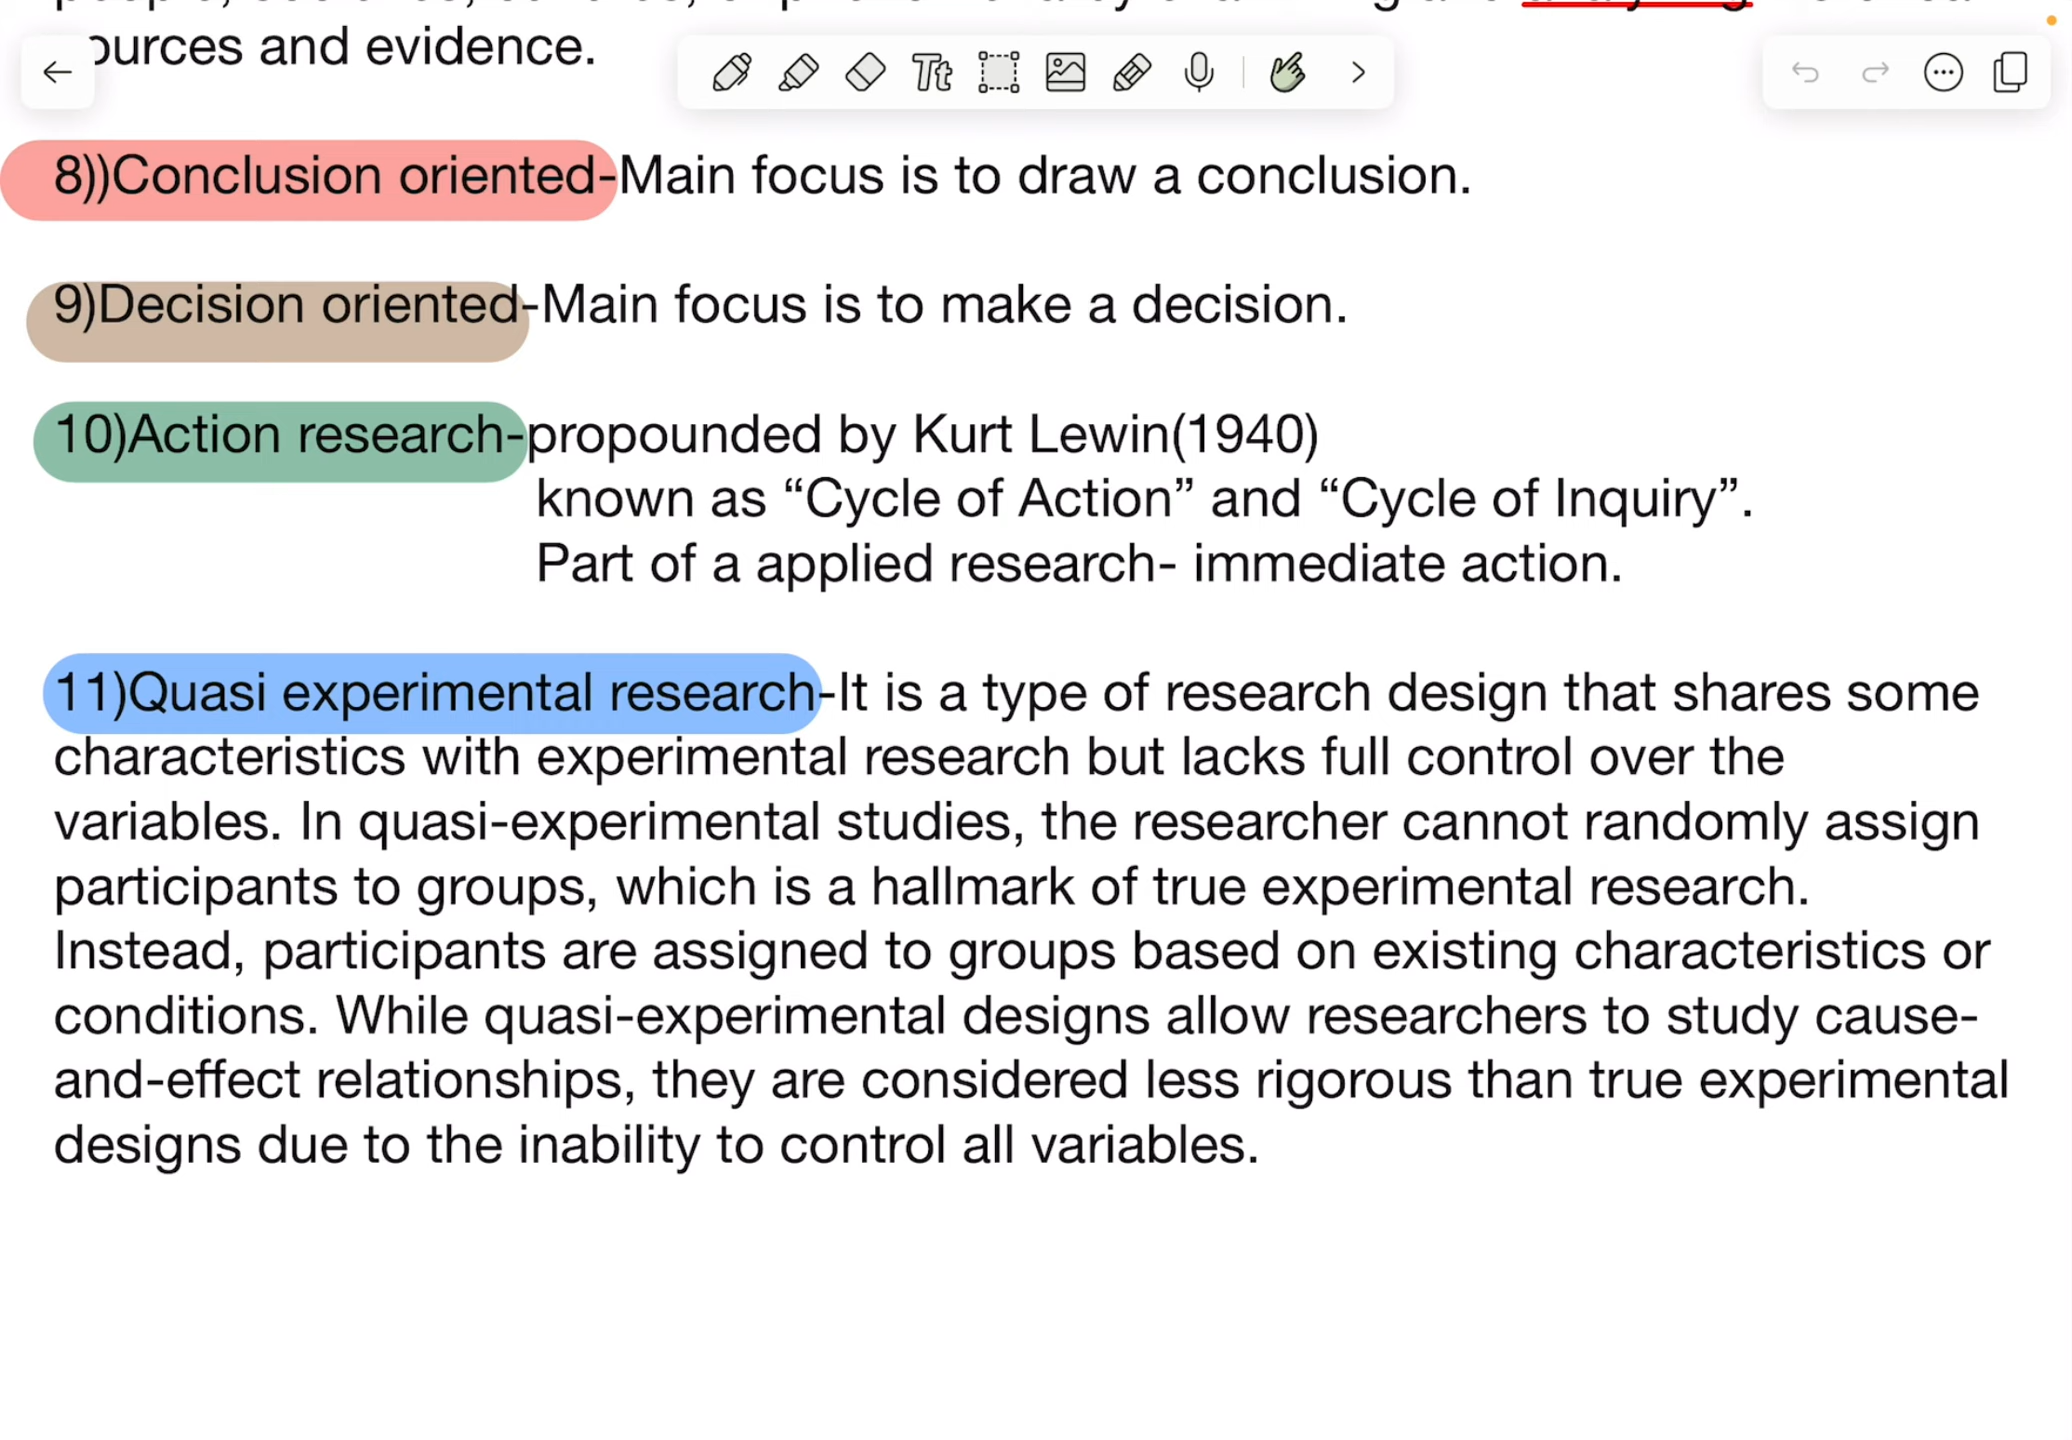 ources and evidence.
Tt
8))Conclusion oriented-Main focus is to draw a conclusion.
9)Decision oriented-Main focus is to make a decision.
10)Action research-propounded by Kurt Lewin(1940)
known as “Cycle of Action” and “Cycle of Inquiry”.
Part of a applied research- immediate action.
11)Quasi experimental research-It is a type of research design that shares some
characteristics with experimental research but lacks full control over the
variables. In quasi-experimental studies, the researcher cannot randomly assign
participants to groups, which is a hallmark of true experimental research.
Instead, participants are assigned to groups based on existing characteristics or
conditions. While quasi-experimental designs allow researchers to study cause-
and-effect relationships, they are considered less rigorous than true experimental
designs due to the inability to control all variables.